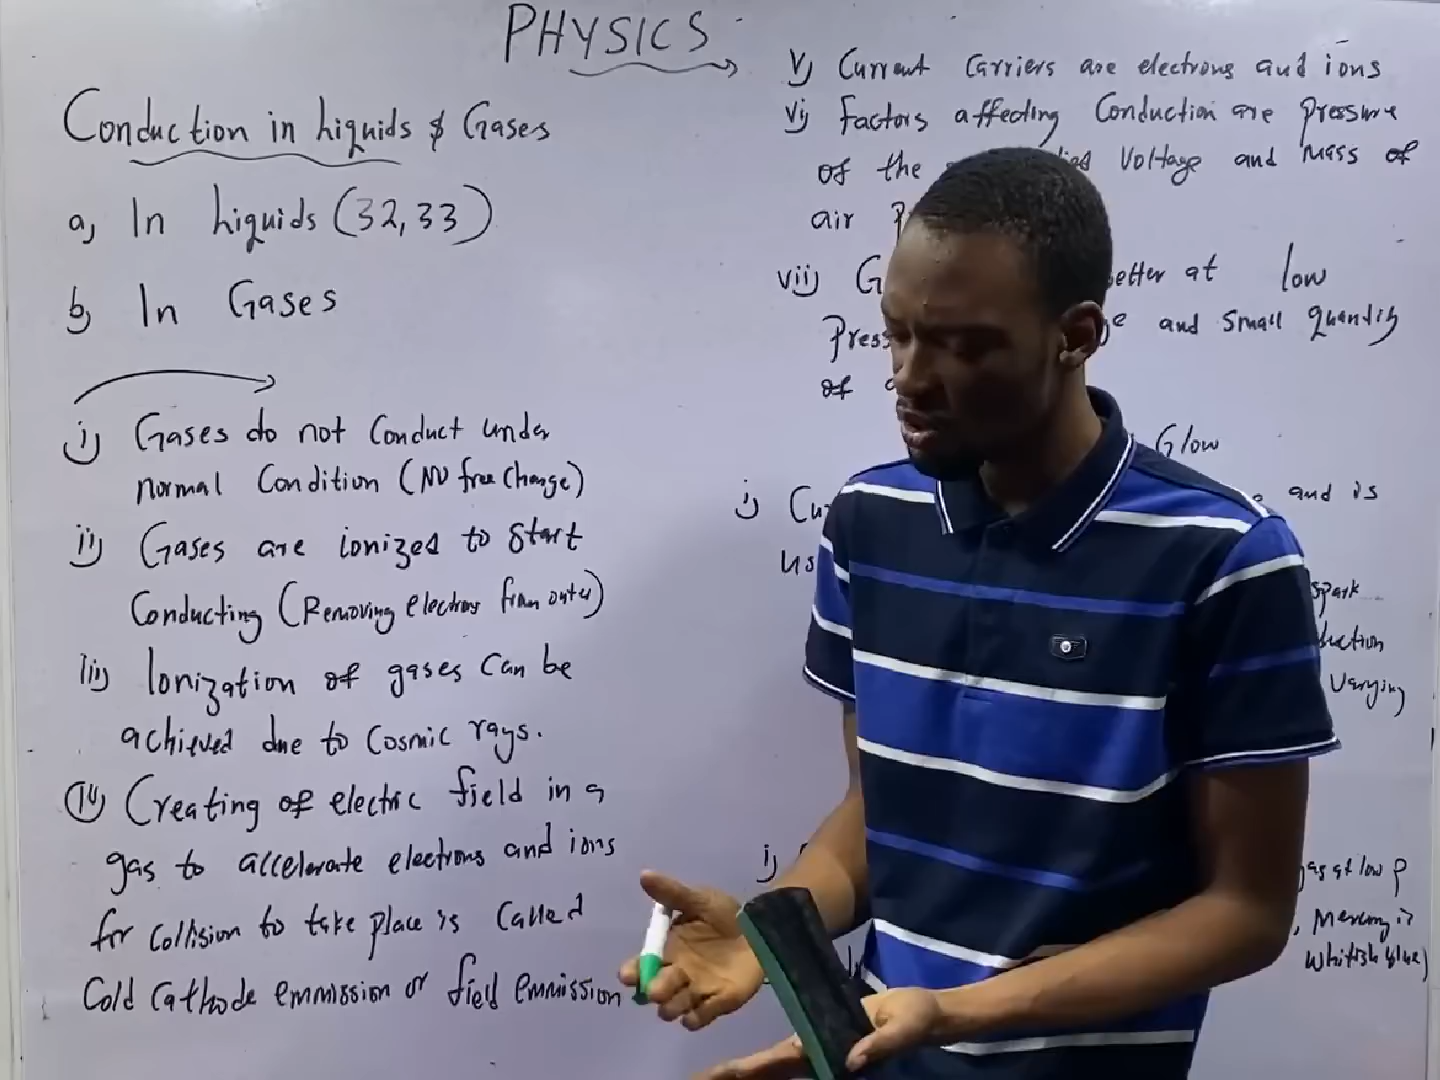 PHYSICS
Conduction in Liquids & Gases
a) In Liquids (32,33)
b) In Gases
i) Gases do not Conduct under
normal Condition (No free Charge)
ii) Gases are ionized to start
Conducting (Removing electrons from outer)
iii) Ionization of gases Can be
achieved due to Cosmic rays.
iv) Creating of electric field in a
gas to accelerate electrons and ions
for Collision to take place is Called
Cold Cathode emmission or field emmission
v) Current Carriers are electrons and ions
vi) factors affecting Conduction are pressure
of the Voltage and mass of
air
vii) G etter at low
Press e and small quantity
of
Glow
i) Cu and is
us
spark
duction
Varying
i)
gas at low p
, Mercury is
whitish blue)